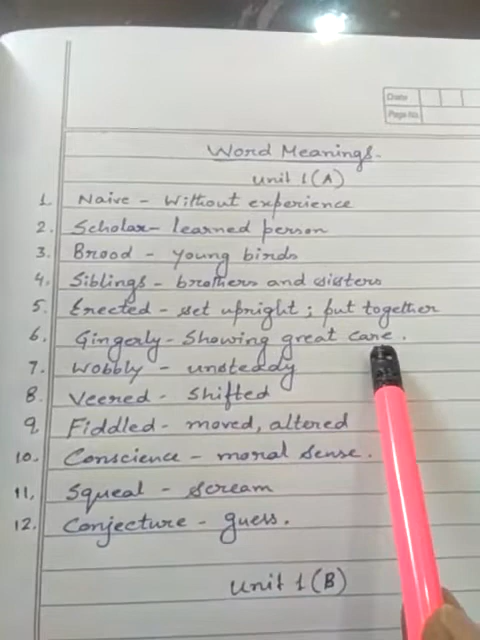 Date
Page No.
Word Meanings.
Unit 1(A)
1. Naive - Without experience
2. Scholar- learned person
3. Brood - young birds
4. Siblings - brothers and sisters
5. Erected - set upright; put together
6. Gingerly - Showing great care.
7. Wobbly - unsteady
8. Veered - Shifted
9. Fiddled - moved, altered
10. Conscience - moral sense.
11, Squeal - scream
12. Conjecture - guess.
Unit 1(B)